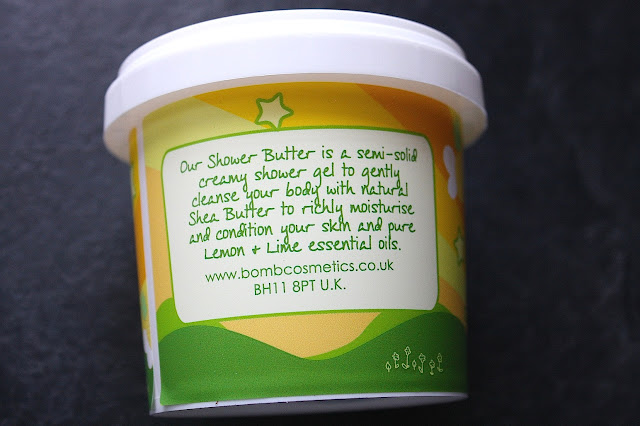 Our Shower Butter is a semi-solid
creamy shower gel to gently
cleanse your body with natural
Shea Butter to richly moisturise
and condition your skin and pure
Lemon + Lime essential oils.
www.bombcosmetics.co.uk
BH11 8PT U.K.